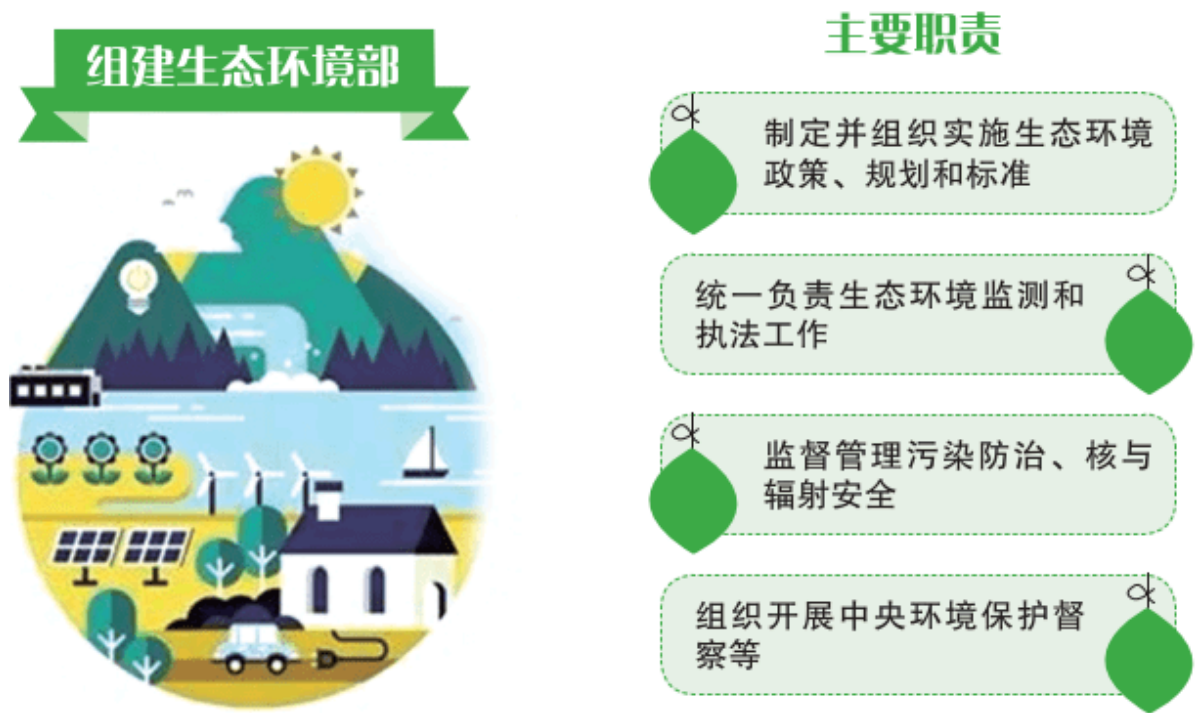 组建生态环境部
主要职责
制定并组织实施生态环境
政策、规划和标准
统一负责生态环境监测和
执法工作
监督管理污染防治、核与
辐射安全
组织开展中央环境保护督
察等